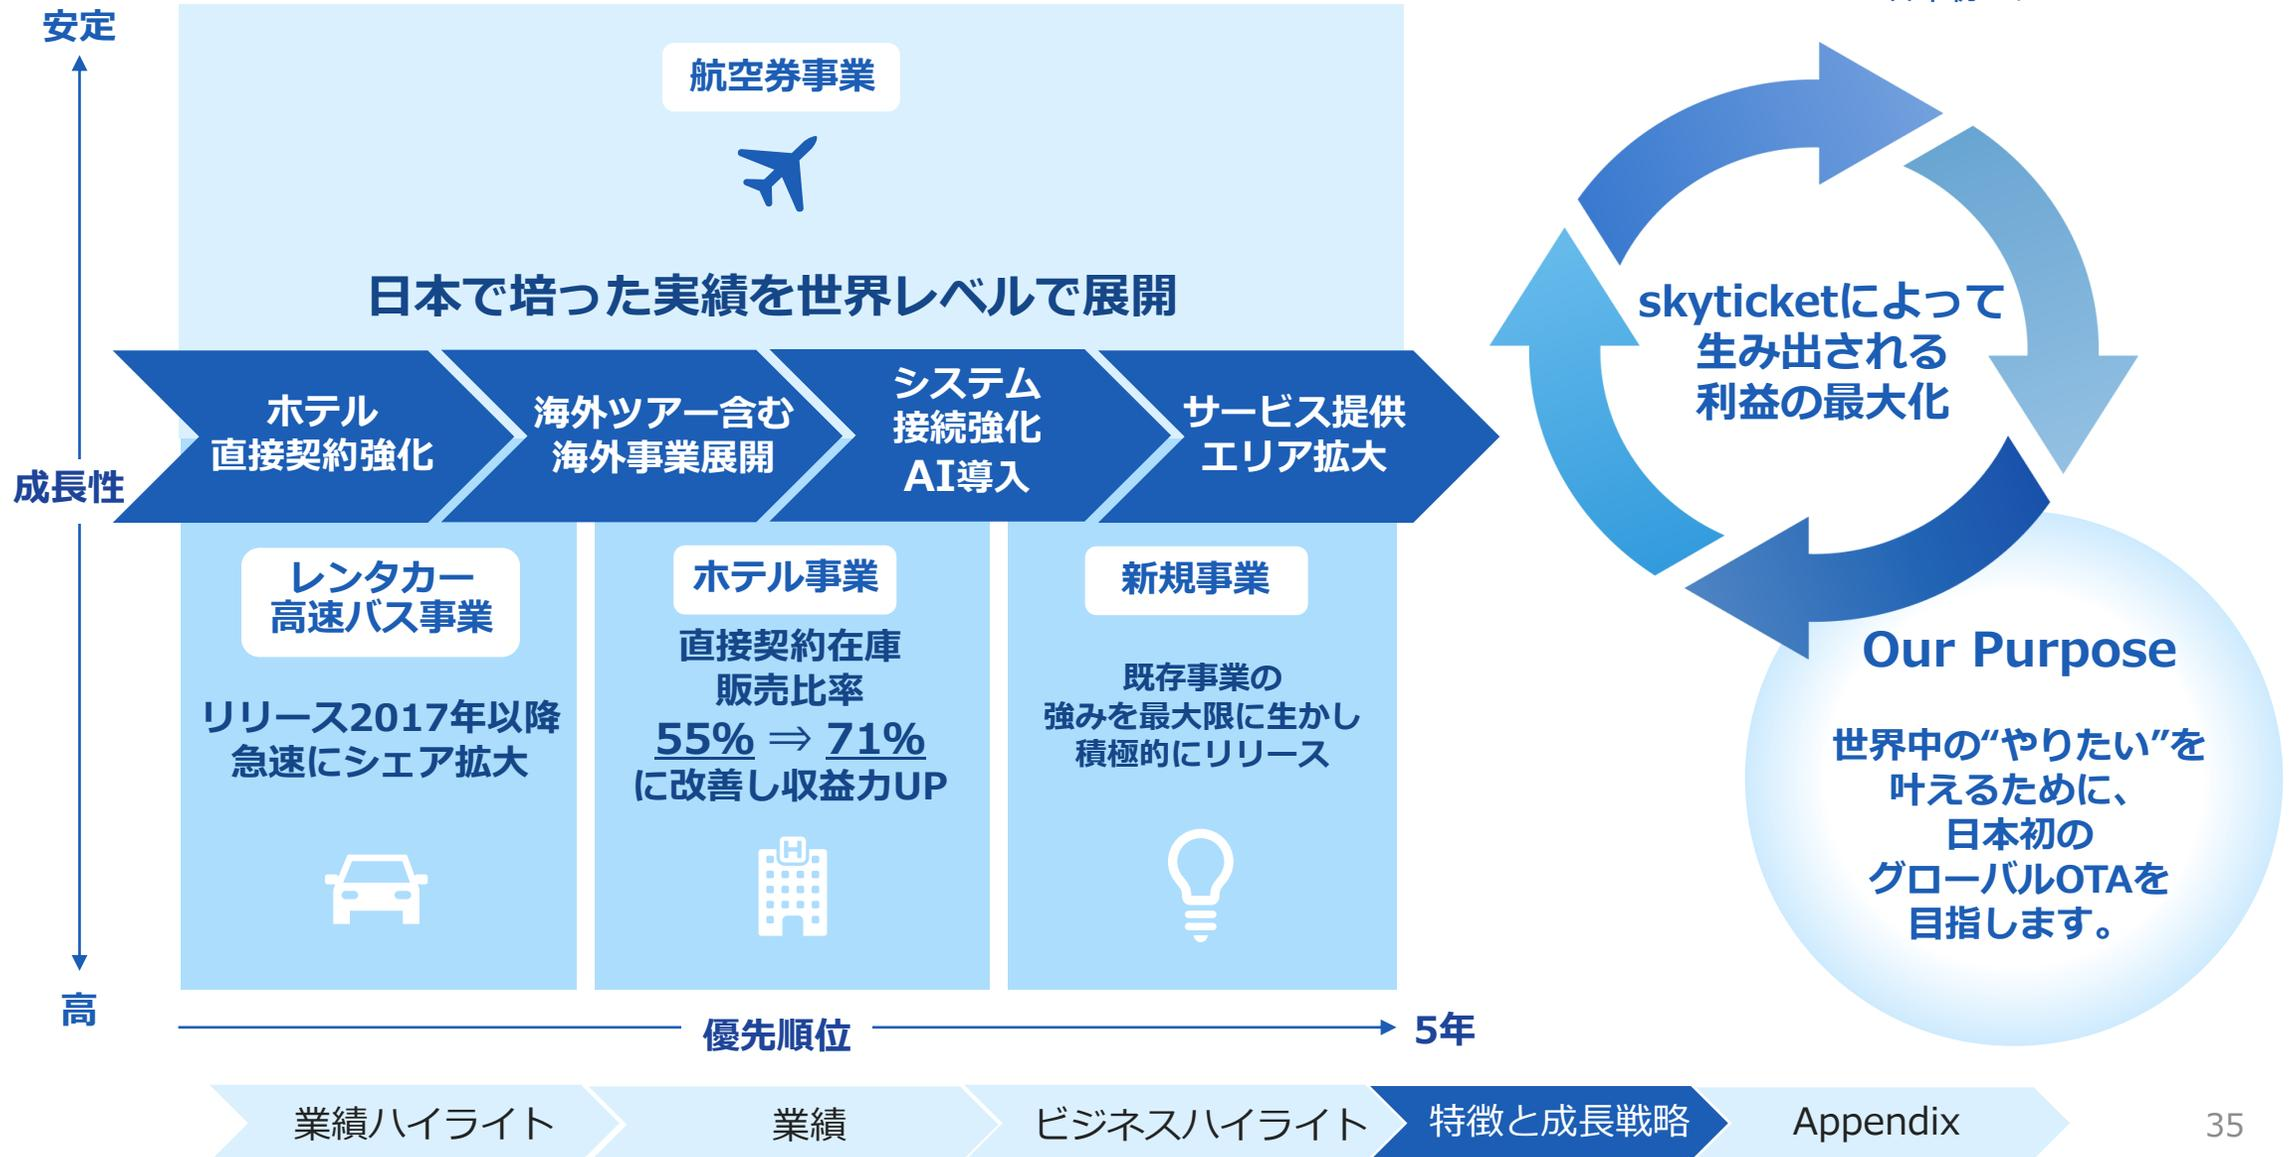 安定
航空券事業
日本で培った実績を世界レベルで展開
成長性
ホテル
直接契約強化
海外ツアー含む
海外事業展開
システム
接続強化
AI導入
サービス提供
エリア拡大
レンタカー
高速バス事業
リリース2017年以降
急速にシェア拡大
ホテル事業
直接契約在庫
販売比率
55% ⇒ 71%
に改善し収益力UP
新規事業
既存事業の
強みを最大限に生かし
積極的にリリース
高
優先順位
5年
skyticketによって
生み出される
利益の最大化
Our Purpose
世界中の“やりたい”を
叶えるために、
日本初の
グローバルOTAを
目指します。
業績ハイライト
業績
ビジネスハイライト
特徴と成長戦略
Appendix
35